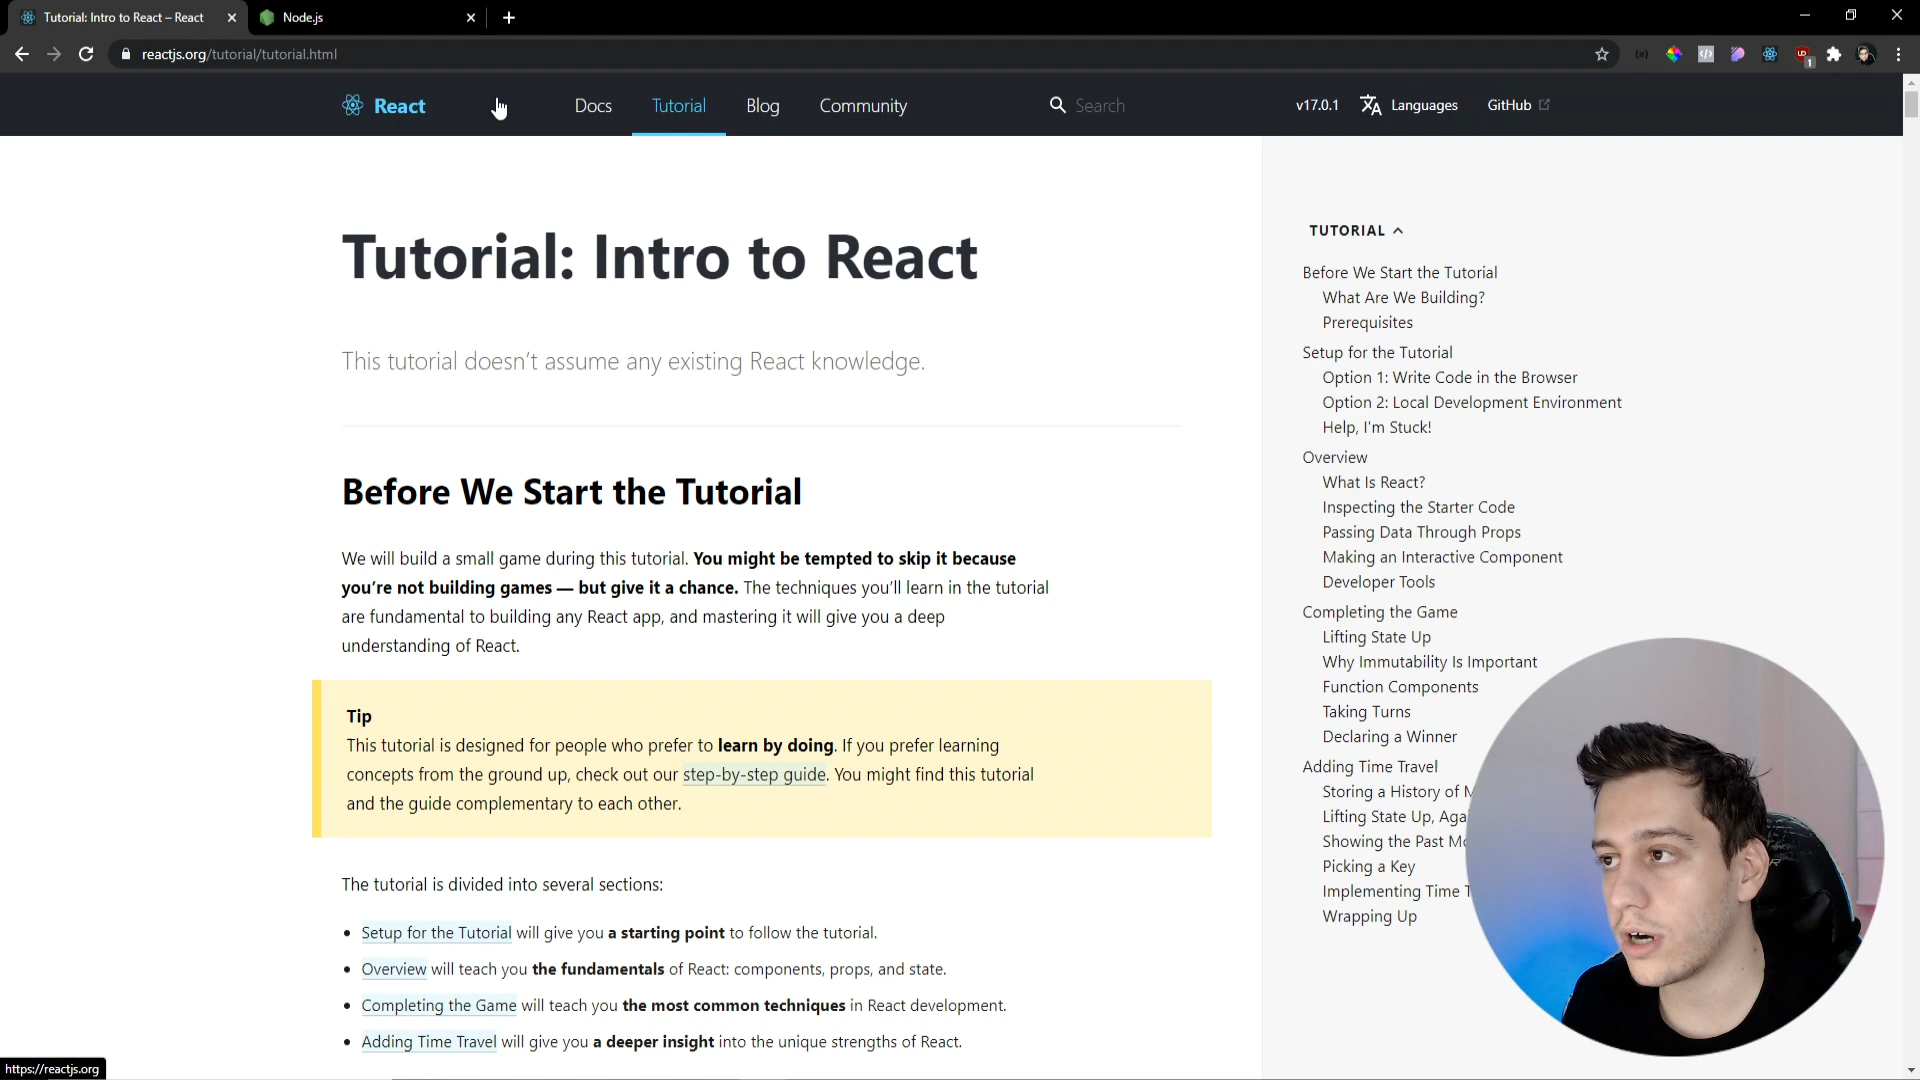 Tutorial: Intro to React – React
Node.js
reactjs.org/tutorial/tutorial.html
1
React
Docs
Tutorial
Blog
Community
Search
v17.0.1
Languages
GitHub
Tutorial: Intro to React
This tutorial doesn’t assume any existing React knowledge.
Before We Start the Tutorial
We will build a small game during this tutorial. You might be tempted to skip it because
you’re not building games — but give it a chance. The techniques you’ll learn in the tutorial
are fundamental to building any React app, and mastering it will give you a deep
understanding of React.
Tip
This tutorial is designed for people who prefer to learn by doing. If you prefer learning
concepts from the ground up, check out our step-by-step guide. You might find this tutorial
and the guide complementary to each other.
The tutorial is divided into several sections:
• Setup for the Tutorial will give you a starting point to follow the tutorial.
• Overview will teach you the fundamentals of React: components, props, and state.
• Completing the Game will teach you the most common techniques in React development.
• Adding Time Travel will give you a deeper insight into the unique strengths of React.
TUTORIAL
Before We Start the Tutorial
What Are We Building?
Prerequisites
Setup for the Tutorial
Option 1: Write Code in the Browser
Option 2: Local Development Environment
Help, I'm Stuck!
Overview
What Is React?
Inspecting the Starter Code
Passing Data Through Props
Making an Interactive Component
Developer Tools
Completing the Game
Lifting State Up
Why Immutability Is Important
Function Components
Taking Turns
Declaring a Winner
Adding Time Travel
Storing a History of
Lifting State Up,
Showing the Past
Picking a Key
Implementing Time
Wrapping Up
https://reactjs.org